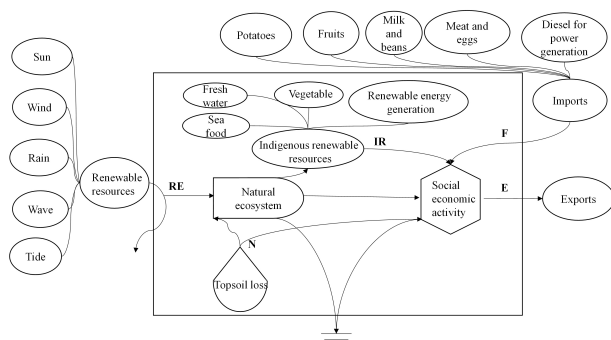 Potatoes
Fruits
Milk
and
beans
Meat and
eggs
Diesel for
power
generation
Sun
Wind
Rain
Wave
Tide
Renewable
resources
RE
Fresh
water
Vegetable
Sea
food
Renewable energy
generation
Indigenous renewable
resources
IR
Natural
ecosystem
N
Topsoil loss
Social
economic
activity
F
Imports
E
Exports